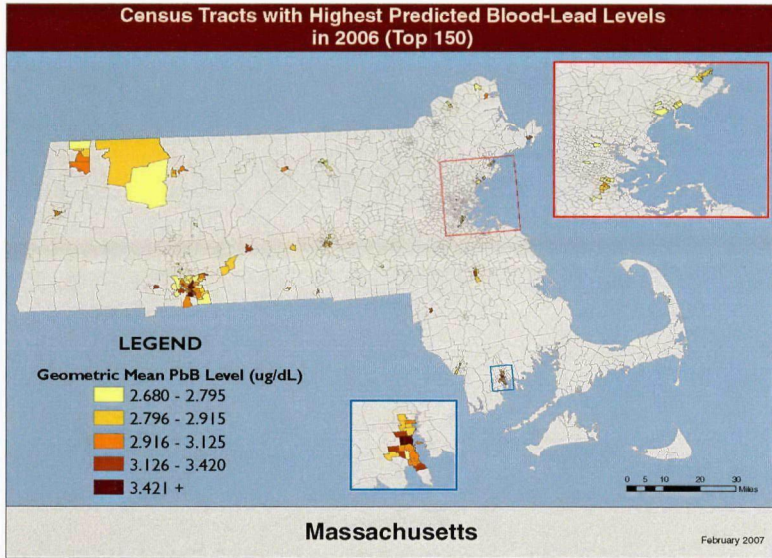 Census Tracts with Highest Predicted Blood-Lead Levels
in 2006 (Top 150)
LEGEND
Geometric Mean PbB Level (ug/dL)
2.680 - 2.795
2.796 - 2.915
2.916 - 3.125
3.126 - 3.420
3.421 +
0 5 10 20 30
Miles
Massachusetts
February 2007